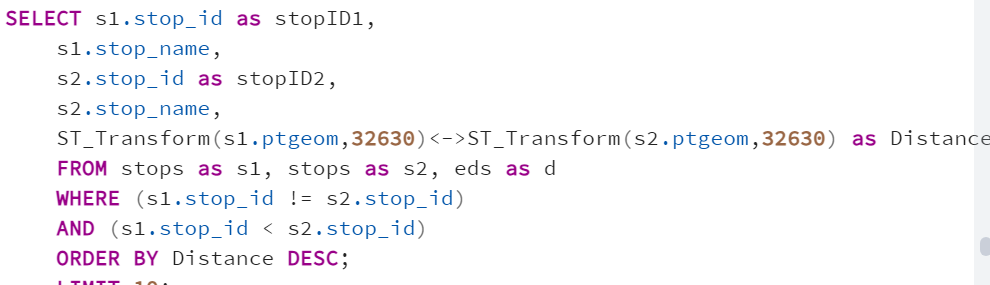 SELECT s1.stop_id as stopID1,
s1.stop_name,
s2.stop_id as stopID2,
s2.stop_name,
ST_Transform(s1.ptgeom,32630)<->ST_Transform(s2.ptgeom,32630) as Distance
FROM stops as s1, stops as s2, eds as d
WHERE (s1.stop_id != s2.stop_id)
AND (s1.stop_id < s2.stop_id)
ORDER BY Distance DESC;
LIMIT 10;